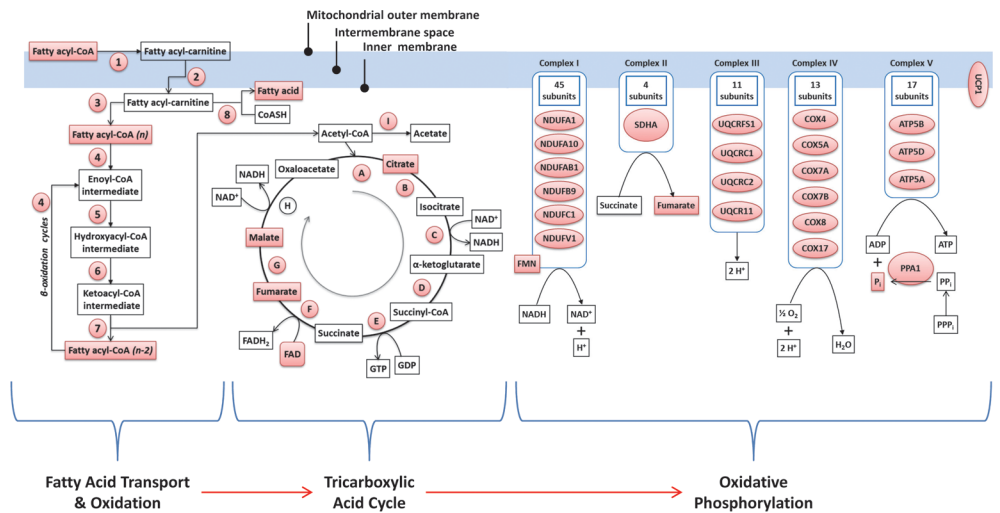 Mitochondrial outer membrane
Intermembrane space
Inner membrane
Fatty acyl-CoA
1
Fatty acyl-carnitine
2
3
Fatty acyl-carnitine
8
Fatty acid
CoASH
Fatty acyl-CoA (n)
4
Enoyl-CoA
intermediate
4
β-oxidation cycles
5
Hydroxyacyl-CoA
intermediate
6
Ketoacyl-CoA
intermediate
7
Fatty acyl-CoA (n-2)
Acetyl-CoA
I
Acetate
Oxaloacetate
A
Citrate
B
Isocitrate
C
NAD⁺
NADH
α-ketoglutarate
D
Succinyl-CoA
E
GTP
GDP
Succinate
F
FADH₂
FAD
Fumarate
G
Malate
H
NADH
NAD⁺
Complex I
45
subunits
NDUFA1
NDUFA10
NDUFAB1
NDUFB9
NDUFC1
NDUFV1
FMN
NADH
NAD⁺
+
H⁺
Complex II
4
subunits
SDHA
Succinate
Fumarate
Complex III
11
subunits
UQCRFS1
UQCRC1
UQCRC2
UQCR11
2 H⁺
Complex IV
13
subunits
COX4
COX5A
COX7A
COX7B
COX8
COX17
½ O₂
+
2 H⁺
H₂O
Complex V
17
subunits
ATP5B
ATP5D
ATP5A
ADP
ATP
+
Pᵢ
PPA1
PPᵢ
PPPᵢ
UCP1
Fatty Acid Transport
& Oxidation
Tricarboxylic
Acid Cycle
Oxidative
Phosphorylation